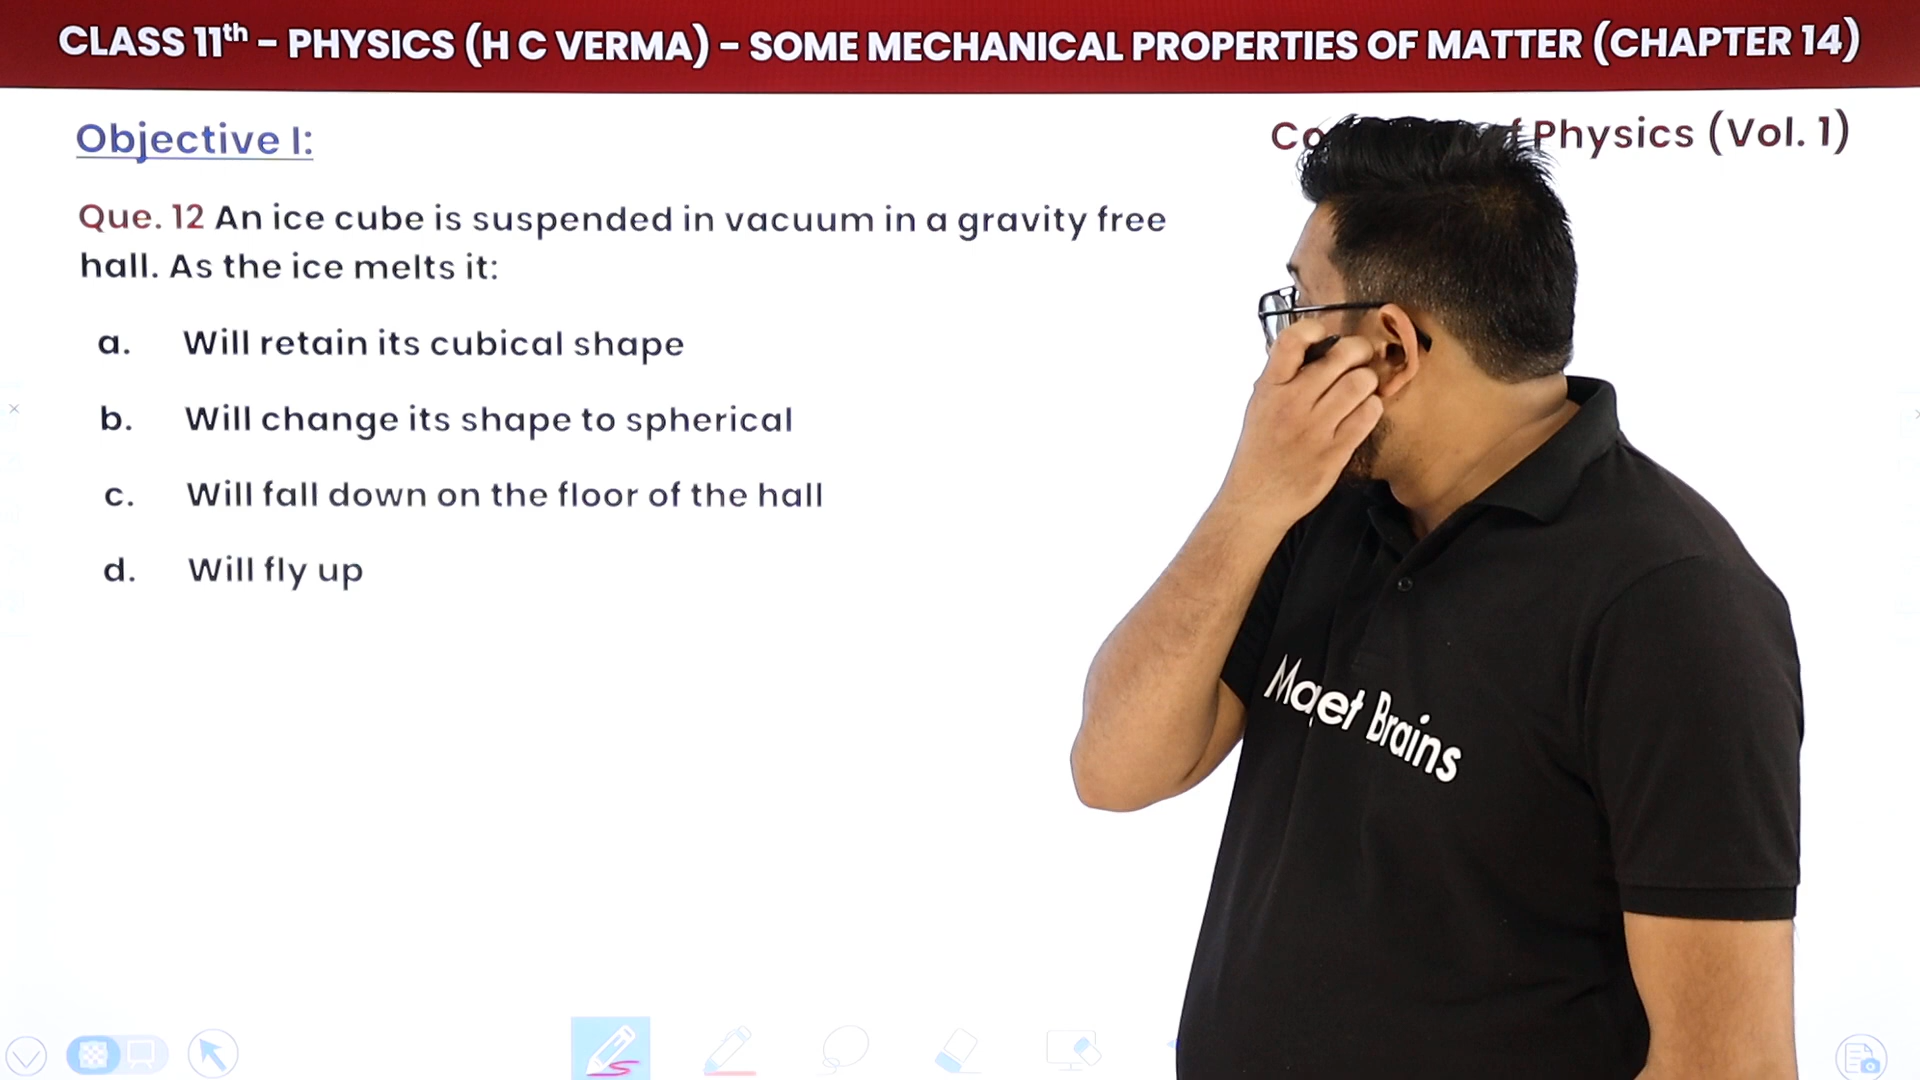 CLASS 11th – PHYSICS (H C VERMA) – SOME MECHANICAL PROPERTIES OF MATTER (CHAPTER 14)
Objective I:
Physics (Vol. 1)
Que. 12 An ice cube is suspended in vacuum in a gravity free
hall. As the ice melts it:
a. Will retain its cubical shape
b. Will change its shape to spherical
c. Will fall down on the floor of the hall
d. Will fly up
Brains